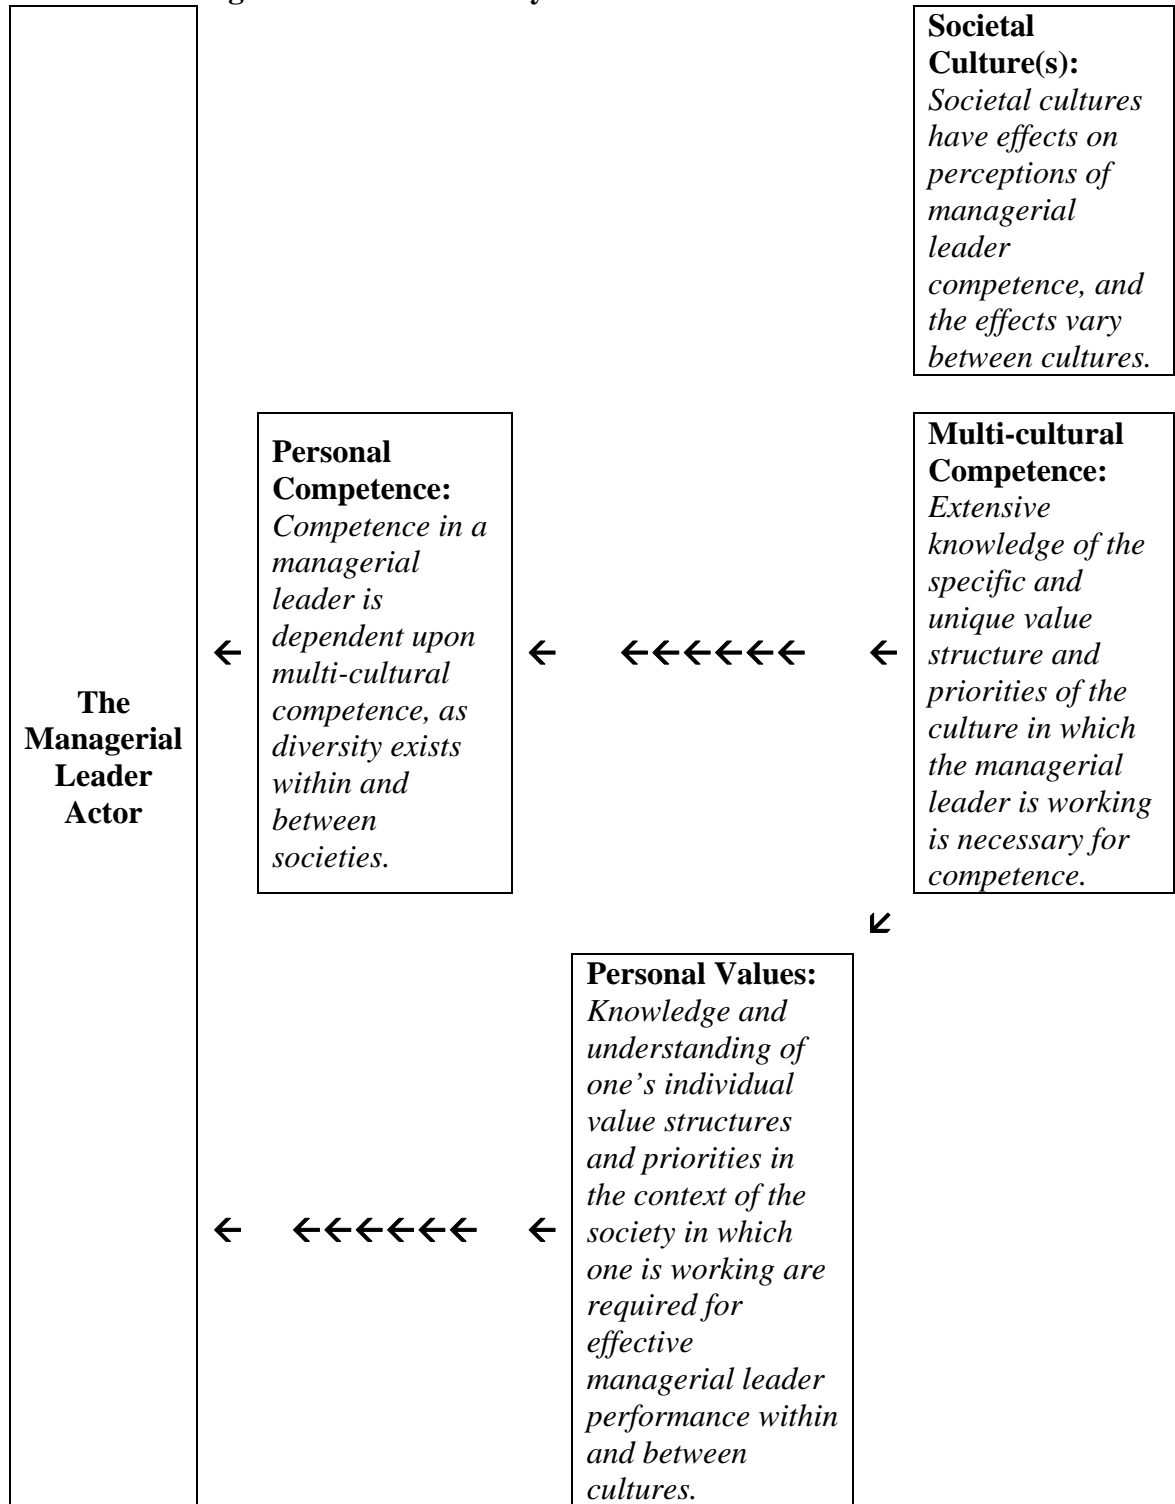 Societal
Culture(s):
Societal cultures
have effects on
perceptions of
managerial
leader
competence, and
the effects vary
between cultures.
Personal
Competence:
Competence in a
managerial
leader is
dependent upon
multi-cultural
competence, as
diversity exists
within and
between
societies.
Multi-cultural
Competence:
Extensive
knowledge of the
specific and
unique value
structure and
priorities of the
culture in which
the managerial
leader is working
is necessary for
competence.
The
Managerial
Leader
Actor
Personal Values:
Knowledge and
understanding of
one’s individual
value structures
and priorities in
the context of the
society in which
one is working are
required for
effective
managerial leader
performance within
and between
cultures.